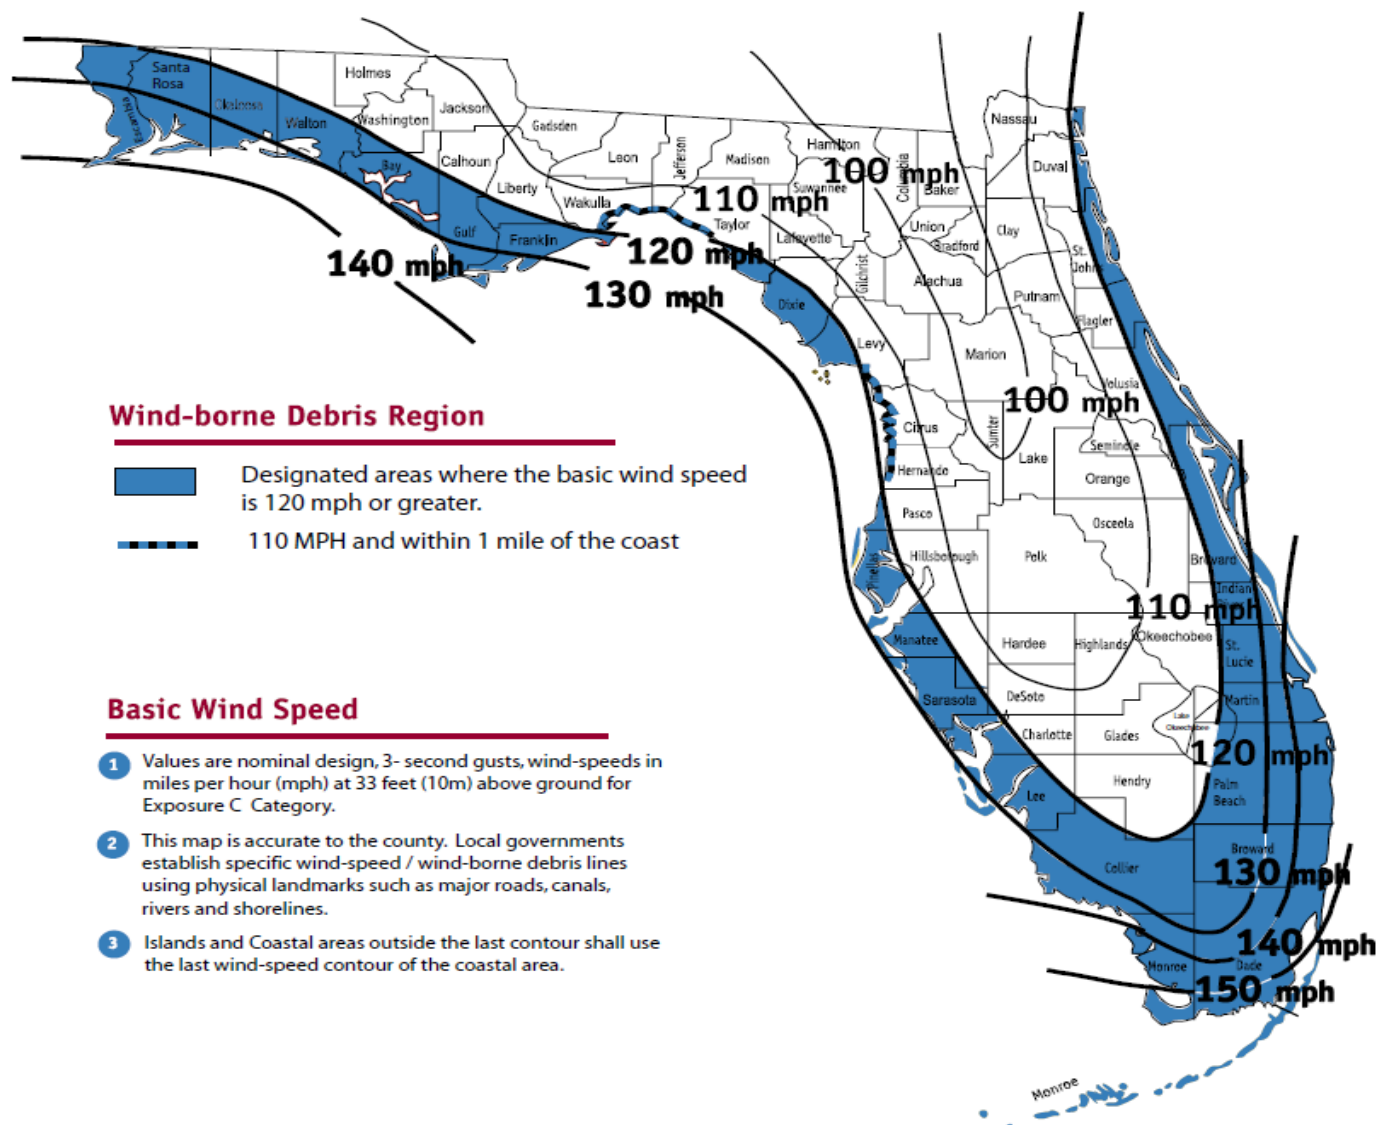 Santa
Rosa
Escambia
Okaloosa
Walton
Holmes
Washington
Jackson
Bay
Calhoun
Gulf
Liberty
Franklin
Gadsden
Leon
Wakulla
Jefferson
Madison
Taylor
Hamilton
Suwannee
Lafayette
Columbia
Baker
Nassau
Duval
Union
Bradford
Clay
St.
Johns
Gilchrist
Alachua
Putnam
Flagler
Dixie
Levy
Marion
Volusia
100 mph
110 mph
120 mph
130 mph
140 mph
100 mph
Citrus
Sumter
Lake
Seminole
Hernando
Orange
Pasco
Osceola
Hillsborough
Polk
Pinellas
Brevard
Indian
110 mph
Manatee
Hardee
Highlands
Okeechobee
St.
Lucie
Sarasota
DeSoto
Martin
Charlotte
Glades
Lake
Okeechobee
120 mph
Lee
Hendry
Palm
Beach
Collier
Broward
130 mph
140 mph
Monroe
Dade
150 mph
Monroe
Wind-borne Debris Region
Designated areas where the basic wind speed
is 120 mph or greater.
110 MPH and within 1 mile of the coast
Basic Wind Speed
1 Values are nominal design, 3- second gusts, wind-speeds in
miles per hour (mph) at 33 feet (10m) above ground for
Exposure C Category.
2 This map is accurate to the county. Local governments
establish specific wind-speed / wind-borne debris lines
using physical landmarks such as major roads, canals,
rivers and shorelines.
3 Islands and Coastal areas outside the last contour shall use
the last wind-speed contour of the coastal area.